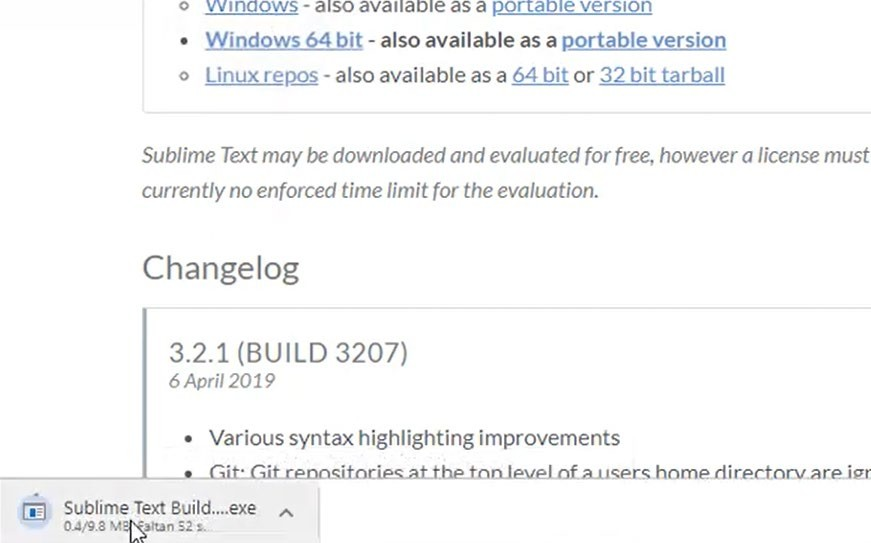 Windows - also available as a portable version
Windows 64 bit - also available as a portable version
Linux repos - also available as a 64 bit or 32 bit tarball
Sublime Text may be downloaded and evaluated for free, however a license must
currently no enforced time limit for the evaluation.
Changelog
3.2.1 (BUILD 3207)
6 April 2019
Various syntax highlighting improvements
Git: Git repositories at the top level of a users home directory are ign
Sublime Text Build....exe
0.4/9.8 MB, Faltan 52 s...